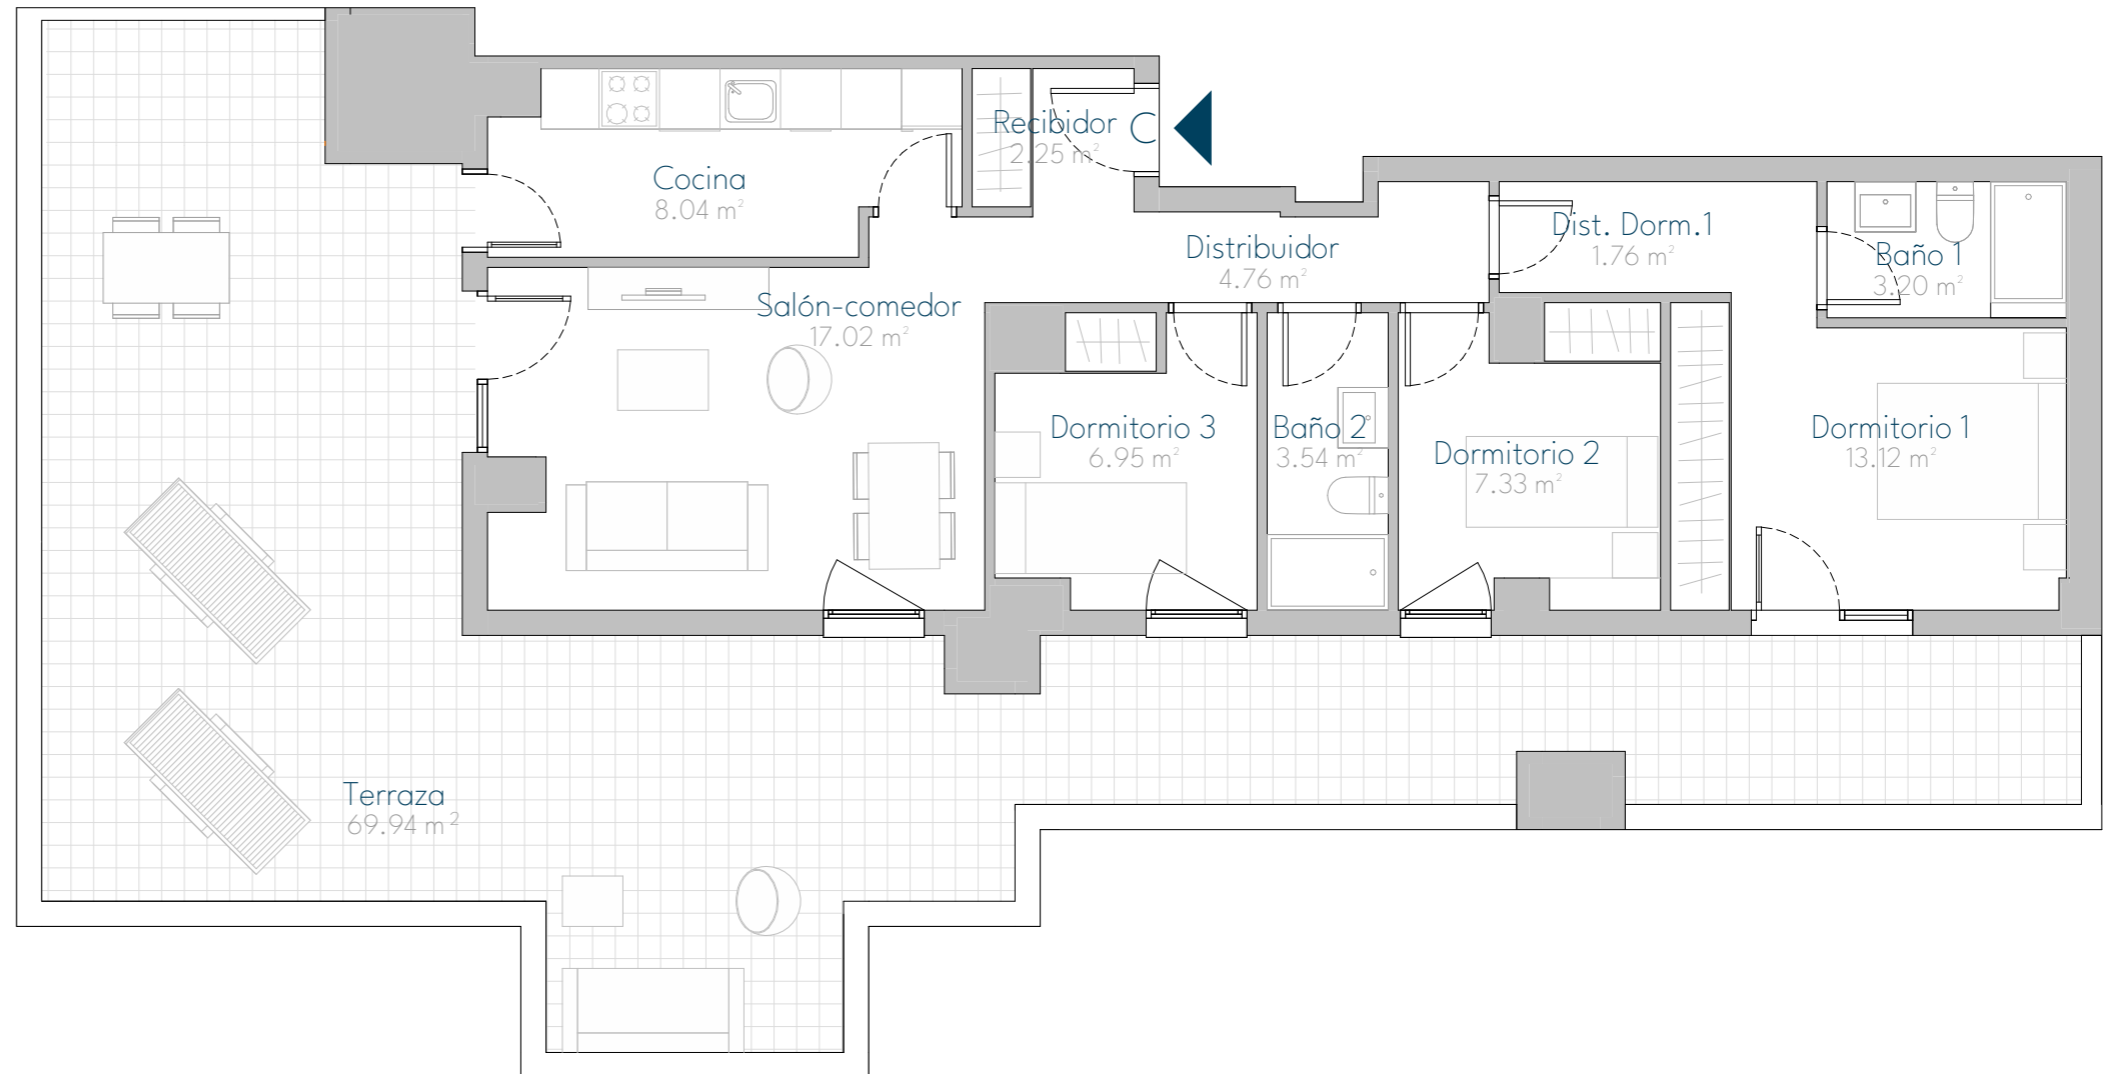 Recibidor
2.25 m²
C
Cocina
8.04 m²
Distribuidor
4.76 m²
Dist. Dorm.1
1.76 m²
Baño 1
3.20 m²
Salón-comedor
17.02 m²
Dormitorio 3
6.95 m²
Baño 2
3.54 m²
Dormitorio 2
7.33 m²
Dormitorio 1
13.12 m²
Terraza
69.94 m²